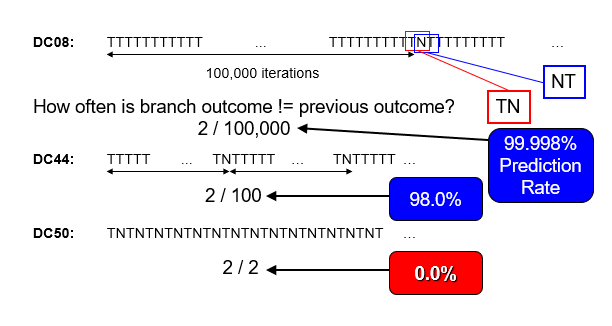 DC08: TTTTTTTTTTT ... TTTTTTTTTTTNTTTTTTTTT ...
100,000 iterations
NT
TN
How often is branch outcome != previous outcome?
2 / 100,000
99.998%
Prediction
Rate
DC44: TTTTT ... TNTTTTT ... TNTTTTT ...
2 / 100
98.0%
DC50: TNTNTNTNTNTNTNTNTNTNTNTNTNTNT ...
2 / 2
0.0%